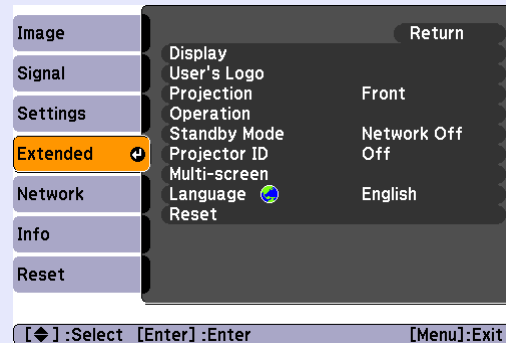 Image
Signal
Settings
Extended
Network
Info
Reset
Return
Display
User's Logo
Projection Front
Operation
Standby Mode Network Off
Projector ID Off
Multi-screen
Language English
Reset
[ ] :Select [Enter] :Enter [Menu]:Exit